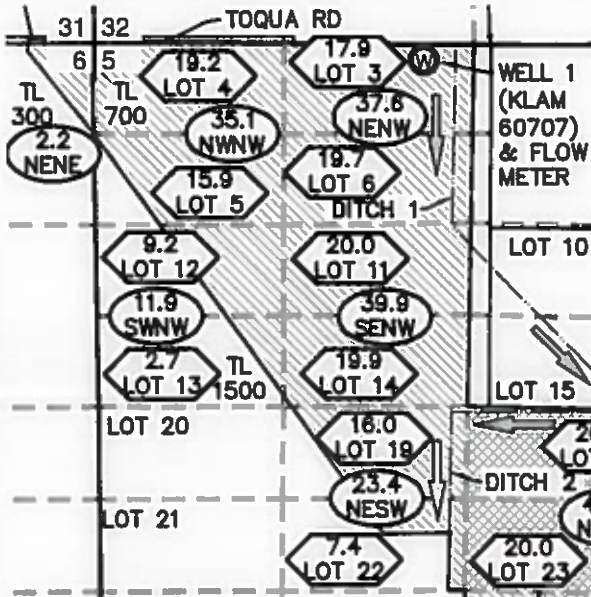 TOQUA RD
31 32
6 5
TL
300
TL
700
19.2
LOT 4
17.9
LOT 3
W
WELL 1
(KLAM
60707)
& FLOW
METER
35.1
NWNW
37.6
NENW
2.2
NENE
15.9
LOT 5
19.7
LOT 6
DITCH 1
LOT 10
9.2
LOT 12
20.0
LOT 11
11.9
SWNW
39.9
SENW
2.7
LOT 13
TL
1500
19.9
LOT 14
LOT 15
LOT 20
16.0
LOT 19
23.4
NESW
DITCH
2
LOT 21
7.4
LOT 22
20.0
LOT 23